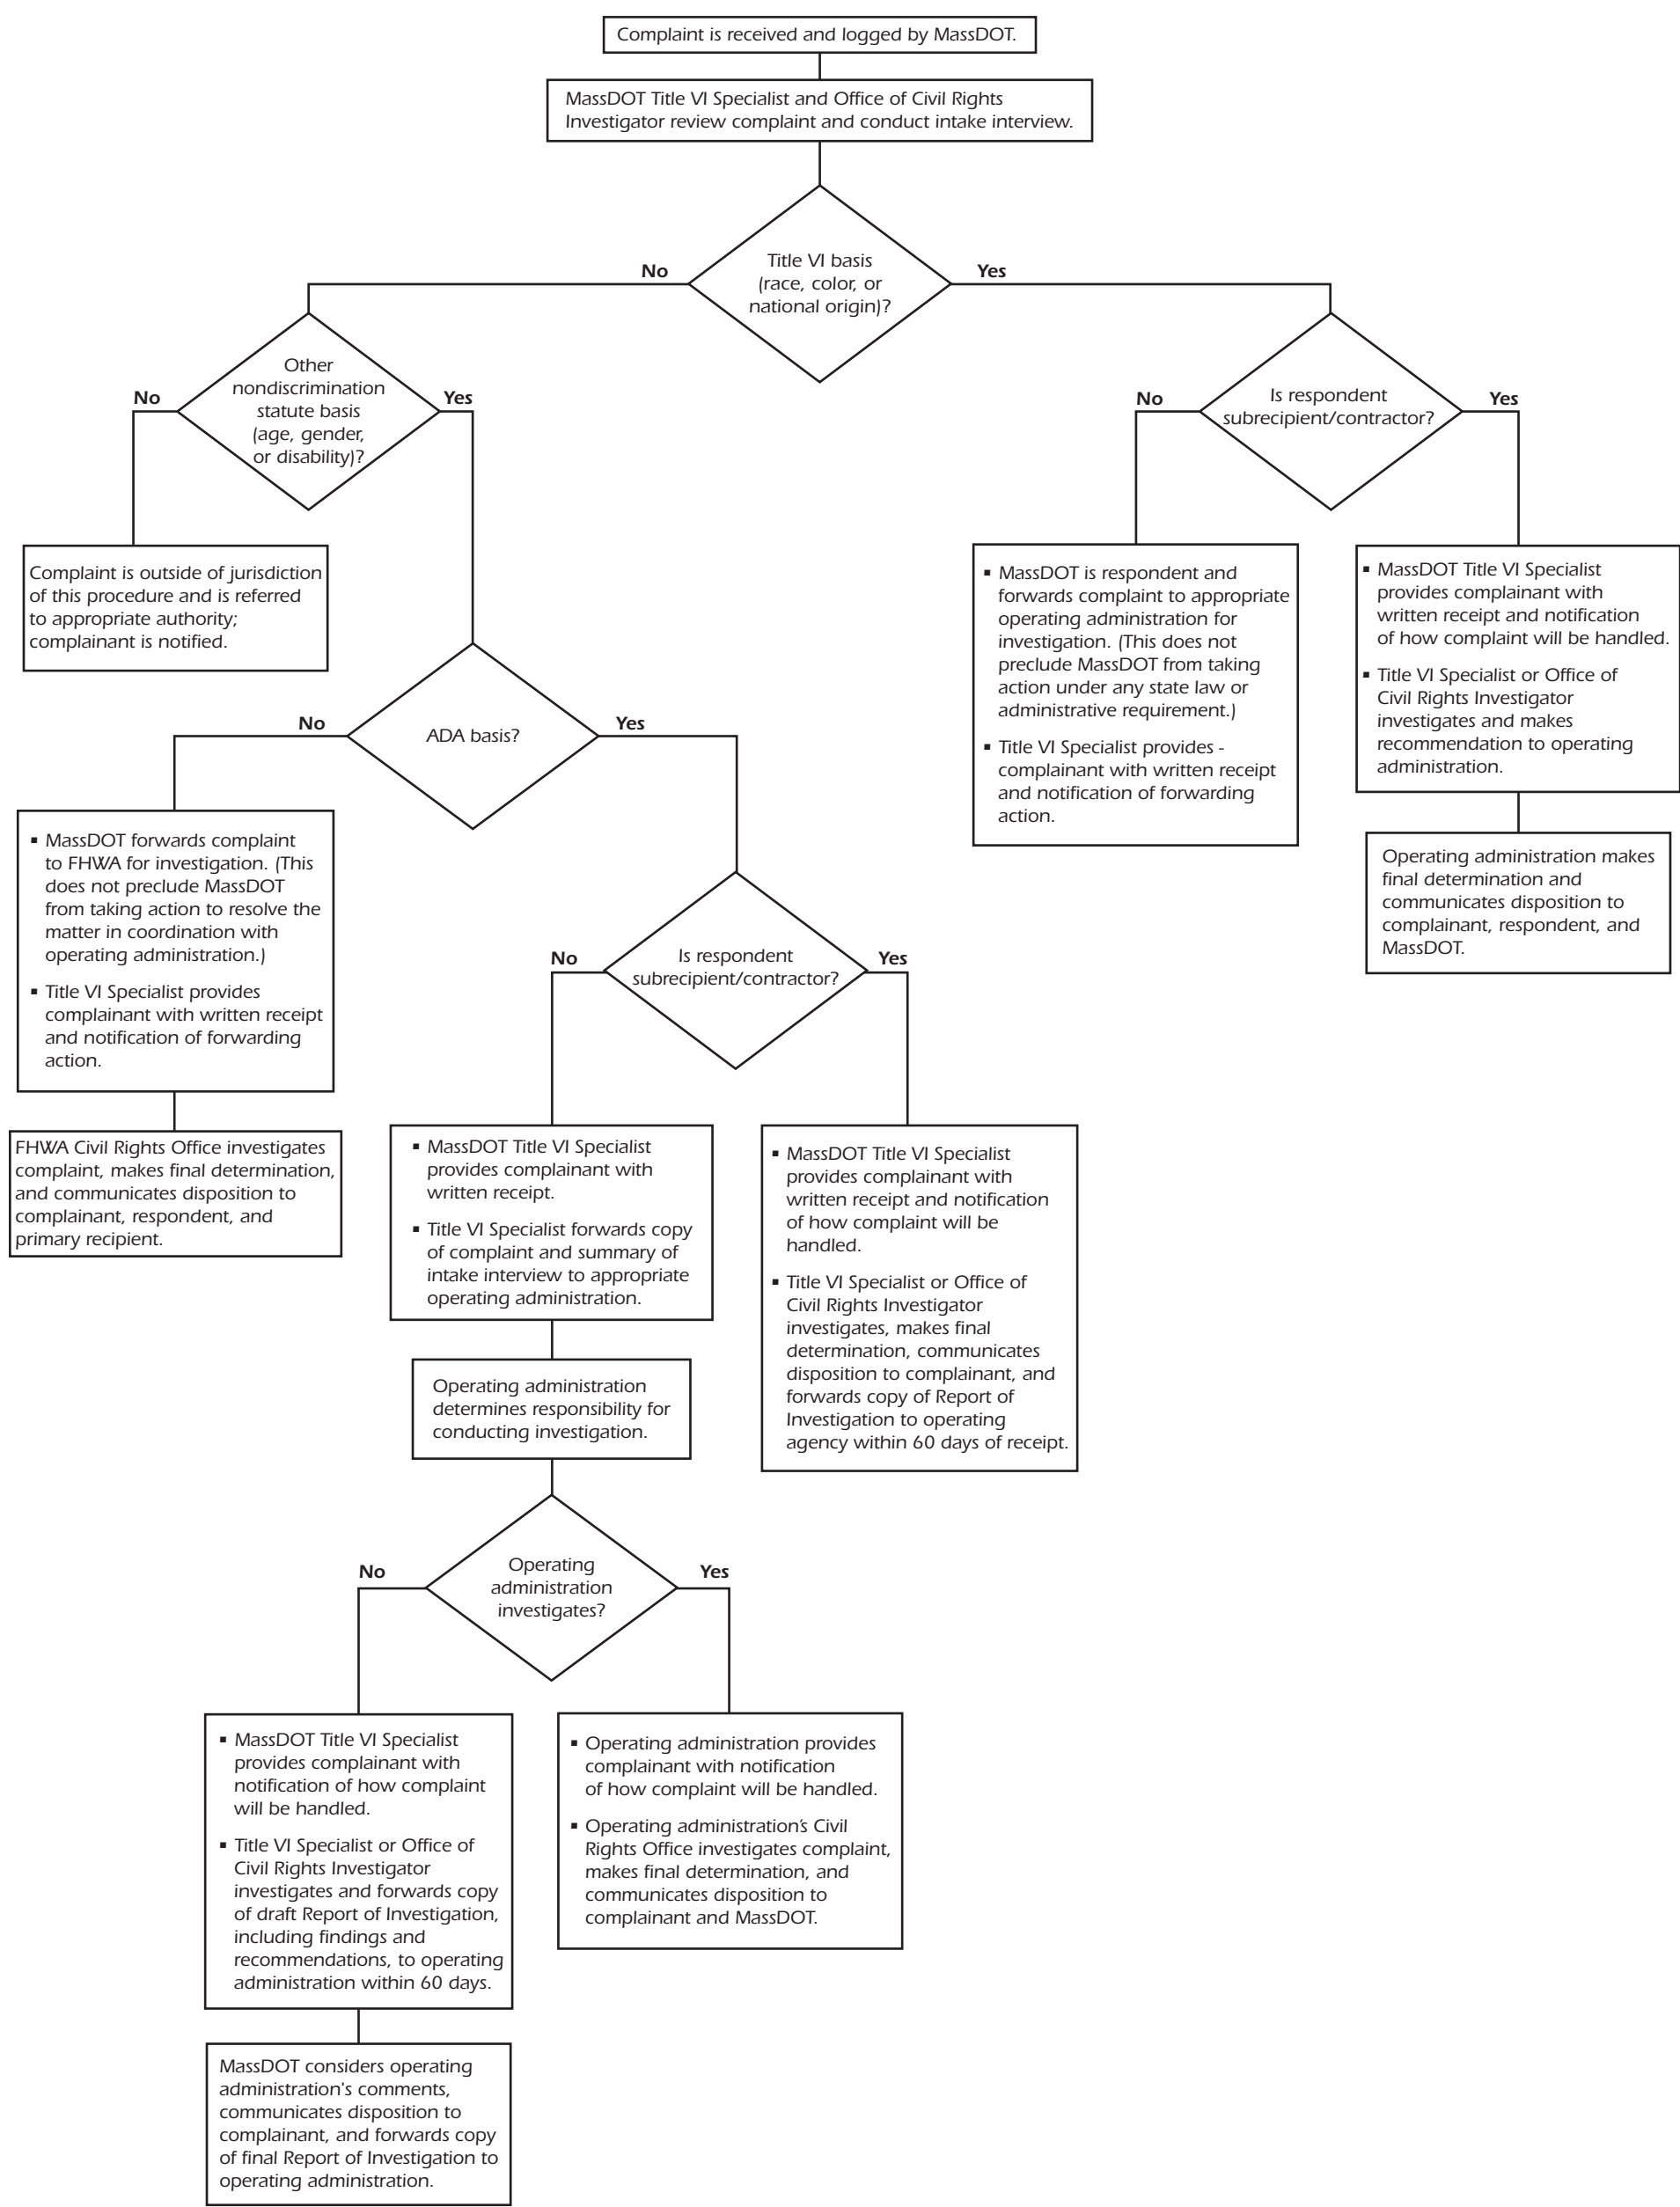 Complaint is received and logged by MassDOT.
MassDOT Title VI Specialist and Office of Civil Rights
Investigator review complaint and conduct intake interview.
Title VI basis
(race, color, or
national origin)?
No
Yes
Other
nondiscrimination
statute basis
(age, gender,
or disability)?
No
Yes
Is respondent
subrecipient/contractor?
No
Yes
Complaint is outside of jurisdiction
of this procedure and is referred
to appropriate authority;
complainant is notified.
▪ MassDOT is respondent and
forwards complaint to appropriate
operating administration for
investigation. (This does not
preclude MassDOT from taking
action under any state law or
administrative requirement.)
▪ Title VI Specialist provides -
complainant with written receipt
and notification of forwarding
action.
▪ MassDOT Title VI Specialist
provides complainant with
written receipt and notification
of how complaint will be handled.
▪ Title VI Specialist or Office of
Civil Rights Investigator
investigates and makes
recommendation to operating
administration.
Operating administration makes
final determination and
communicates disposition to
complainant, respondent, and
MassDOT.
ADA basis?
No
Yes
▪ MassDOT forwards complaint
to FHWA for investigation. (This
does not preclude MassDOT
from taking action to resolve the
matter in coordination with
operating administration.)
▪ Title VI Specialist provides
complainant with written receipt
and notification of forwarding
action.
FHWA Civil Rights Office investigates
complaint, makes final determination,
and communicates disposition to
complainant, respondent, and
primary recipient.
Is respondent
subrecipient/contractor?
No
Yes
▪ MassDOT Title VI Specialist
provides complainant with
written receipt.
▪ Title VI Specialist forwards copy
of complaint and summary of
intake interview to appropriate
operating administration.
▪ MassDOT Title VI Specialist
provides complainant with
written receipt and notification
of how complaint will be
handled.
▪ Title VI Specialist or Office of
Civil Rights Investigator
investigates, makes final
determination, communicates
disposition to complainant, and
forwards copy of Report of
Investigation to operating
agency within 60 days of receipt.
Operating administration
determines responsibility for
conducting investigation.
Operating
administration
investigates?
No
Yes
▪ MassDOT Title VI Specialist
provides complainant with
notification of how complaint
will be handled.
▪ Title VI Specialist or Office of
Civil Rights Investigator
investigates and forwards copy
of draft Report of Investigation,
including findings and
recommendations, to operating
administration within 60 days.
▪ Operating administration provides
complainant with notification
of how complaint will be handled.
▪ Operating administration's Civil
Rights Office investigates complaint,
makes final determination, and
communicates disposition to
complainant and MassDOT.
MassDOT considers operating
administration's comments,
communicates disposition to
complainant, and forwards copy
of final Report of Investigation to
operating administration.